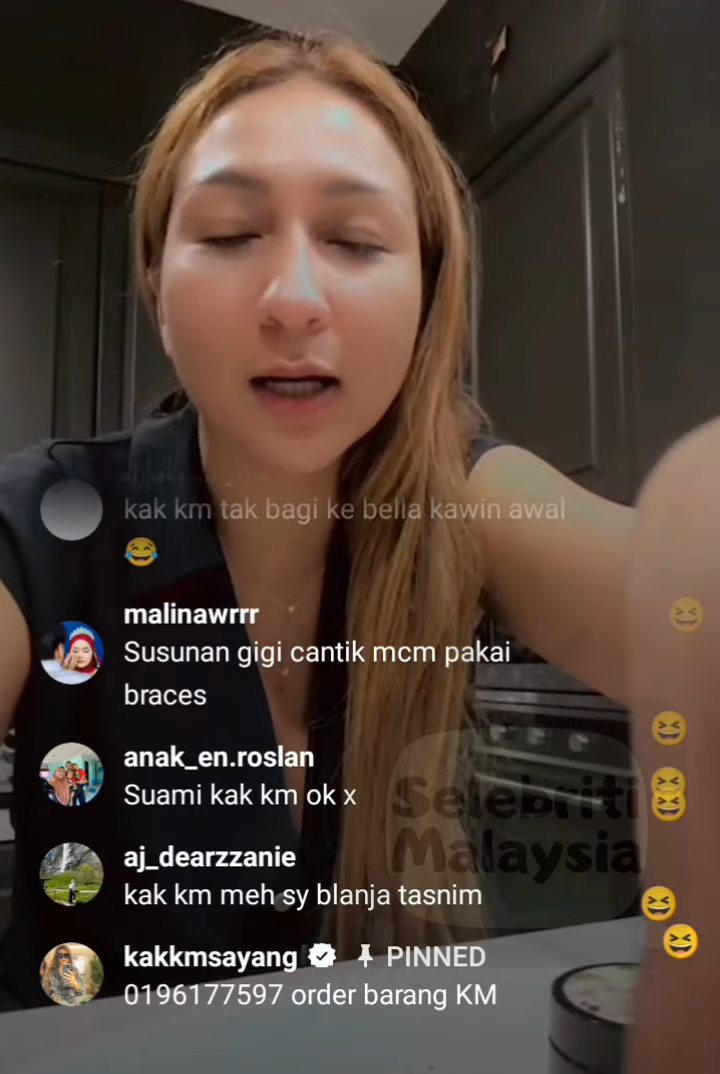 kak km tak bagi ke bella kawin awal
😂
malinawrrr
Susunan gigi cantik mcm pakai
braces
anak_en.roslan
Suami kak km ok x
Selebriti
Malaysia
aj_dearzzanie
kak km meh sy blanja tasnim
kakkmsayang PINNED
0196177597 order barang KM